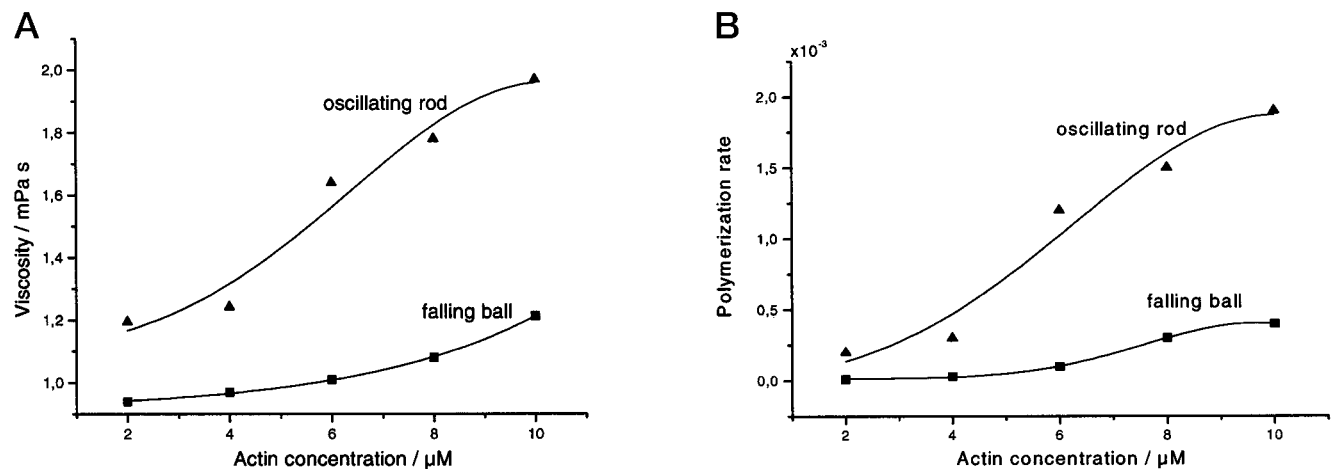 A
2,0
1,8
1,6
1,4
1,2
1,0
Viscosity / mPa s
oscillating rod
falling ball
2 4 6 8 10
Actin concentration / µM
B
x10-3
2.0
1,5
1,0
0,5
0,0
Polymerization rate
oscillating rod
falling ball
2 4 6 8 10
Actin concentration / µM